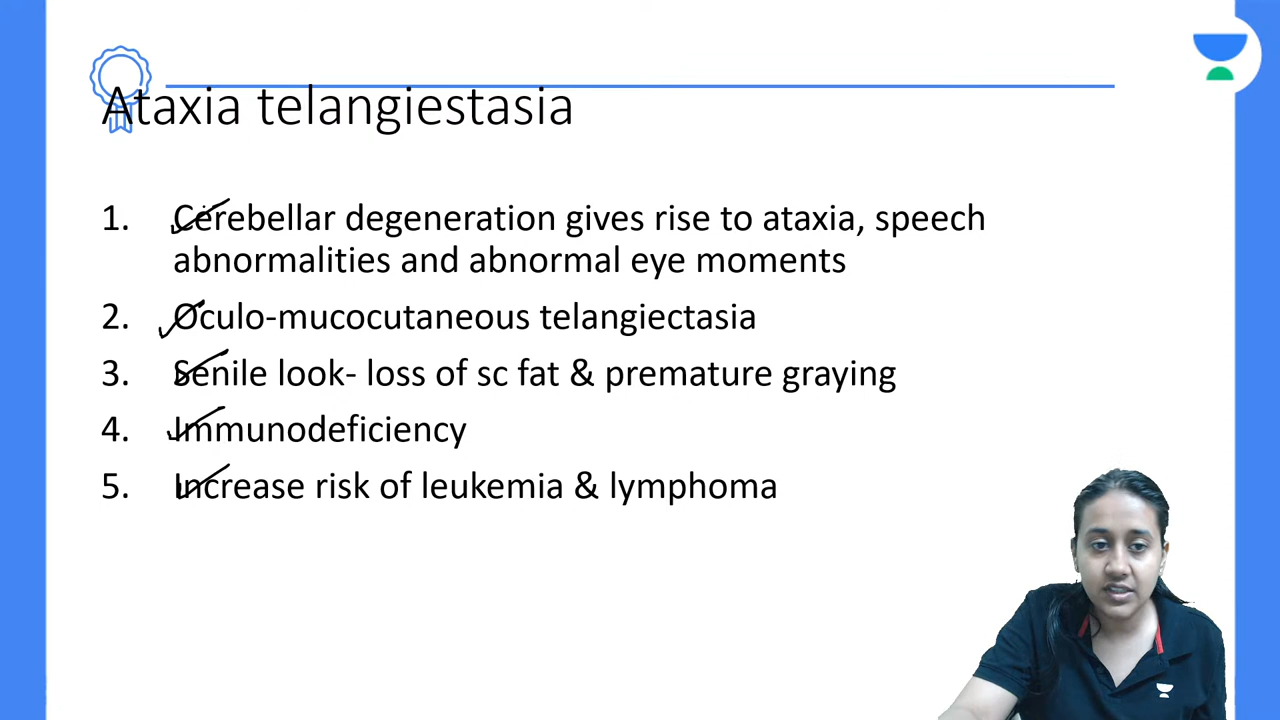 Ataxia telangiestasia
1. Cerebellar degeneration gives rise to ataxia, speech
abnormalities and abnormal eye moments
2. Oculo-mucocutaneous telangiectasia
3. Senile look- loss of sc fat & premature graying
4. Immunodeficiency
5. Increase risk of leukemia & lymphoma